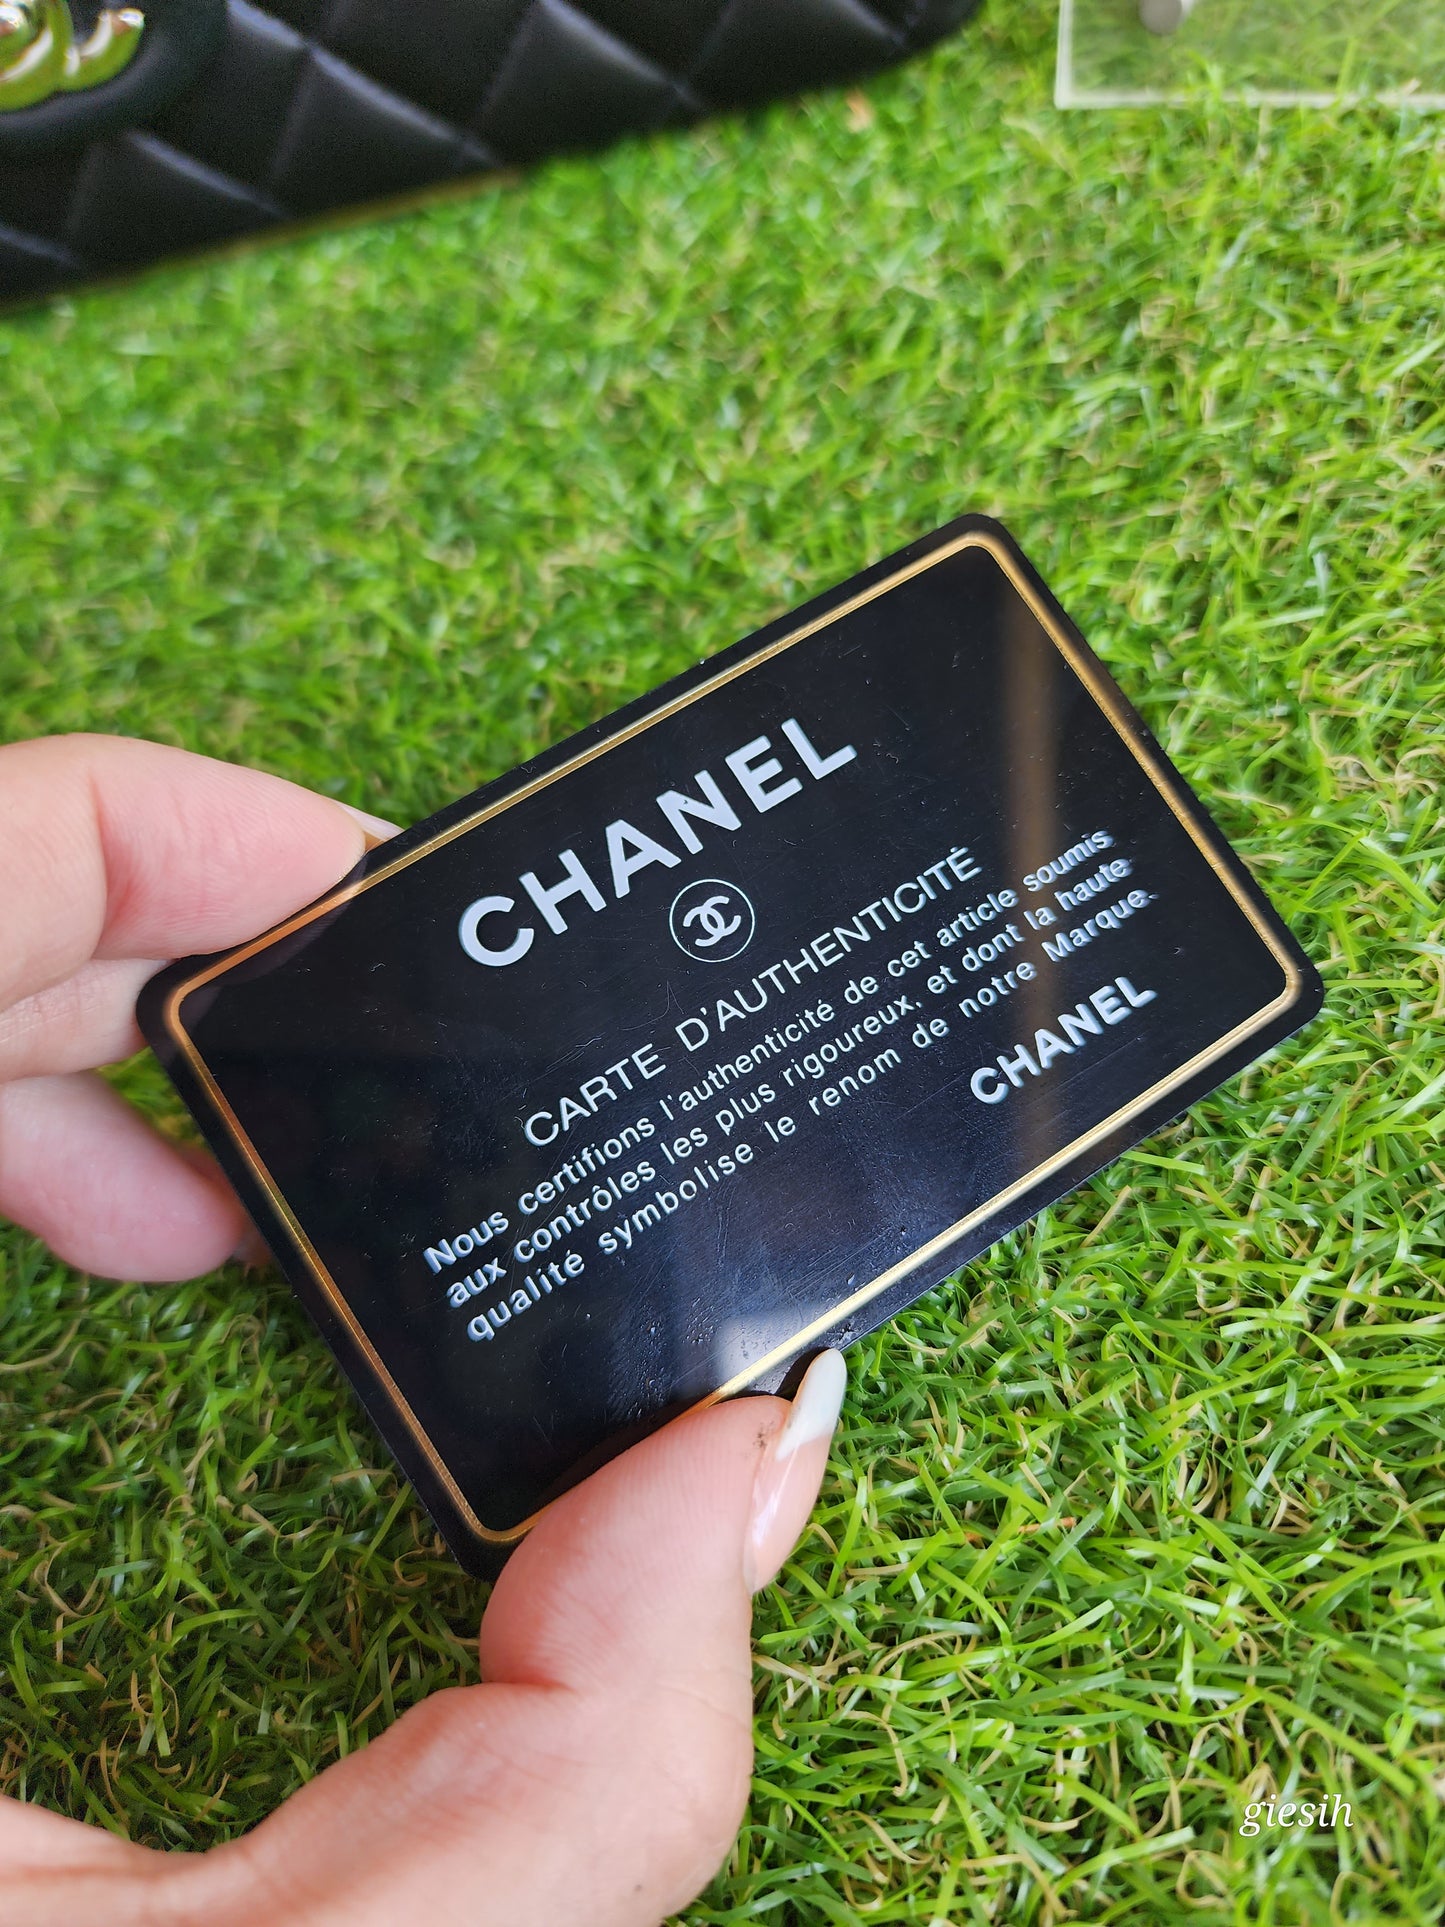 CHANEL
CARTE D'AUTHENTICITÉ
Nous certifions l'authenticité de cet article soumis
aux contrôles les plus rigoureux, et dont la haute
qualité symbolise le renom de notre Marque.
CHANEL
giesih